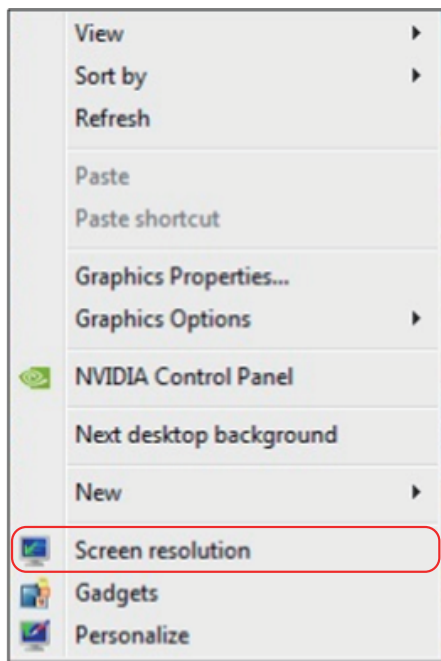 View
Sort by
Refresh
Paste
Paste shortcut
Graphics Properties...
Graphics Options
NVIDIA Control Panel
Next desktop background
New
Screen resolution
Gadgets
Personalize